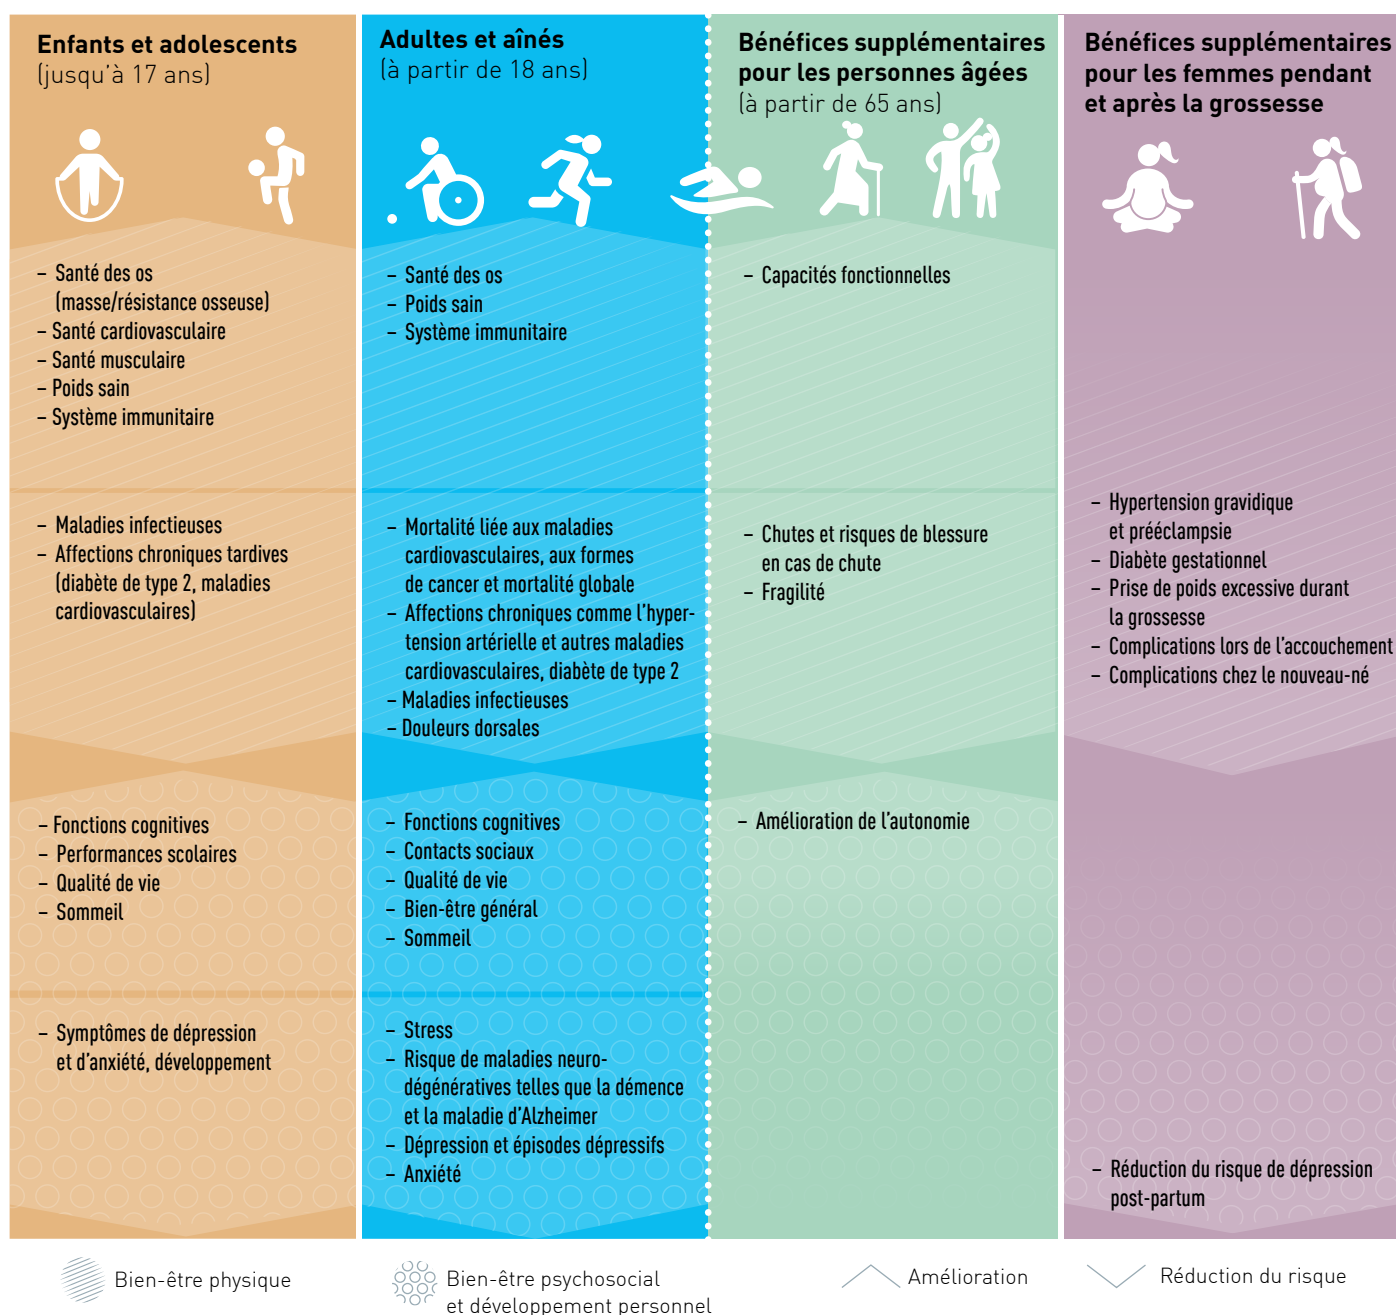 Enfants et adolescents
(jusqu’à 17 ans)
– Santé des os
(masse/résistance osseuse)
– Santé cardiovasculaire
– Santé musculaire
– Poids sain
– Système immunitaire
– Maladies infectieuses
– Affections chroniques tardives
(diabète de type 2, maladies
cardiovasculaires)
– Fonctions cognitives
– Performances scolaires
– Qualité de vie
– Sommeil
– Symptômes de dépression
et d’anxiété, développement
Adultes et aînés
(à partir de 18 ans)
– Santé des os
– Poids sain
– Système immunitaire
– Mortalité liée aux maladies
cardiovasculaires, aux formes
de cancer et mortalité globale
– Affections chroniques comme l’hyper-
tension artérielle et autres maladies
cardiovasculaires, diabète de type 2
– Maladies infectieuses
– Douleurs dorsales
– Fonctions cognitives
– Contacts sociaux
– Qualité de vie
– Bien-être général
– Sommeil
– Stress
– Risque de maladies neuro-
dégénératives telles que la démence
et la maladie d’Alzheimer
– Dépression et épisodes dépressifs
– Anxiété
Bénéfices supplémentaires
pour les personnes âgées
(à partir de 65 ans)
– Capacités fonctionnelles
– Chutes et risques de blessure
en cas de chute
– Fragilité
– Amélioration de l’autonomie
Bénéfices supplémentaires
pour les femmes pendant
et après la grossesse
– Hypertension gravidique
et prééclampsie
– Diabète gestationnel
– Prise de poids excessive durant
la grossesse
– Complications lors de l’accouchement
– Complications chez le nouveau-né
– Réduction du risque de dépression
post-partum
Bien-être physique
Bien-être psychosocial
et développement personnel
Amélioration
Réduction du risque